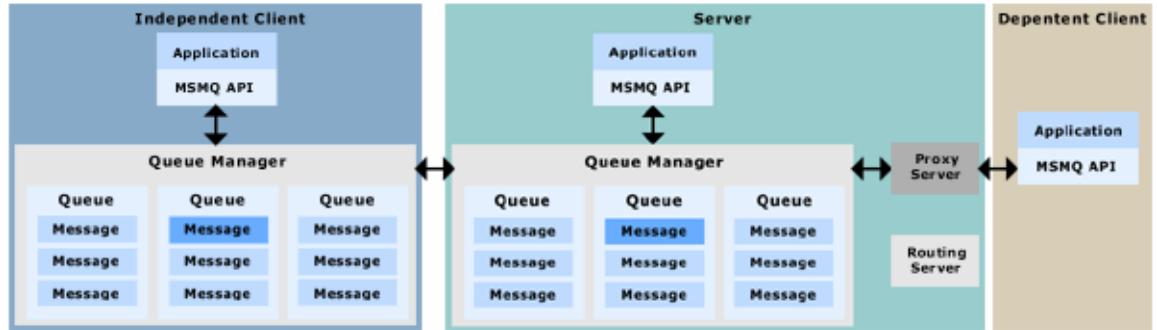 Independent Client
Application
MSMQ API
Queue Manager
Queue Queue Queue
Message Message Message
Message Message Message
Message Message Message
Server
Application
MSMQ API
Queue Manager
Queue Queue Queue
Message Message Message
Message Message Message
Message Message Message
Proxy
Server
Routing
Server
Depentent Client
Application
MSMQ API